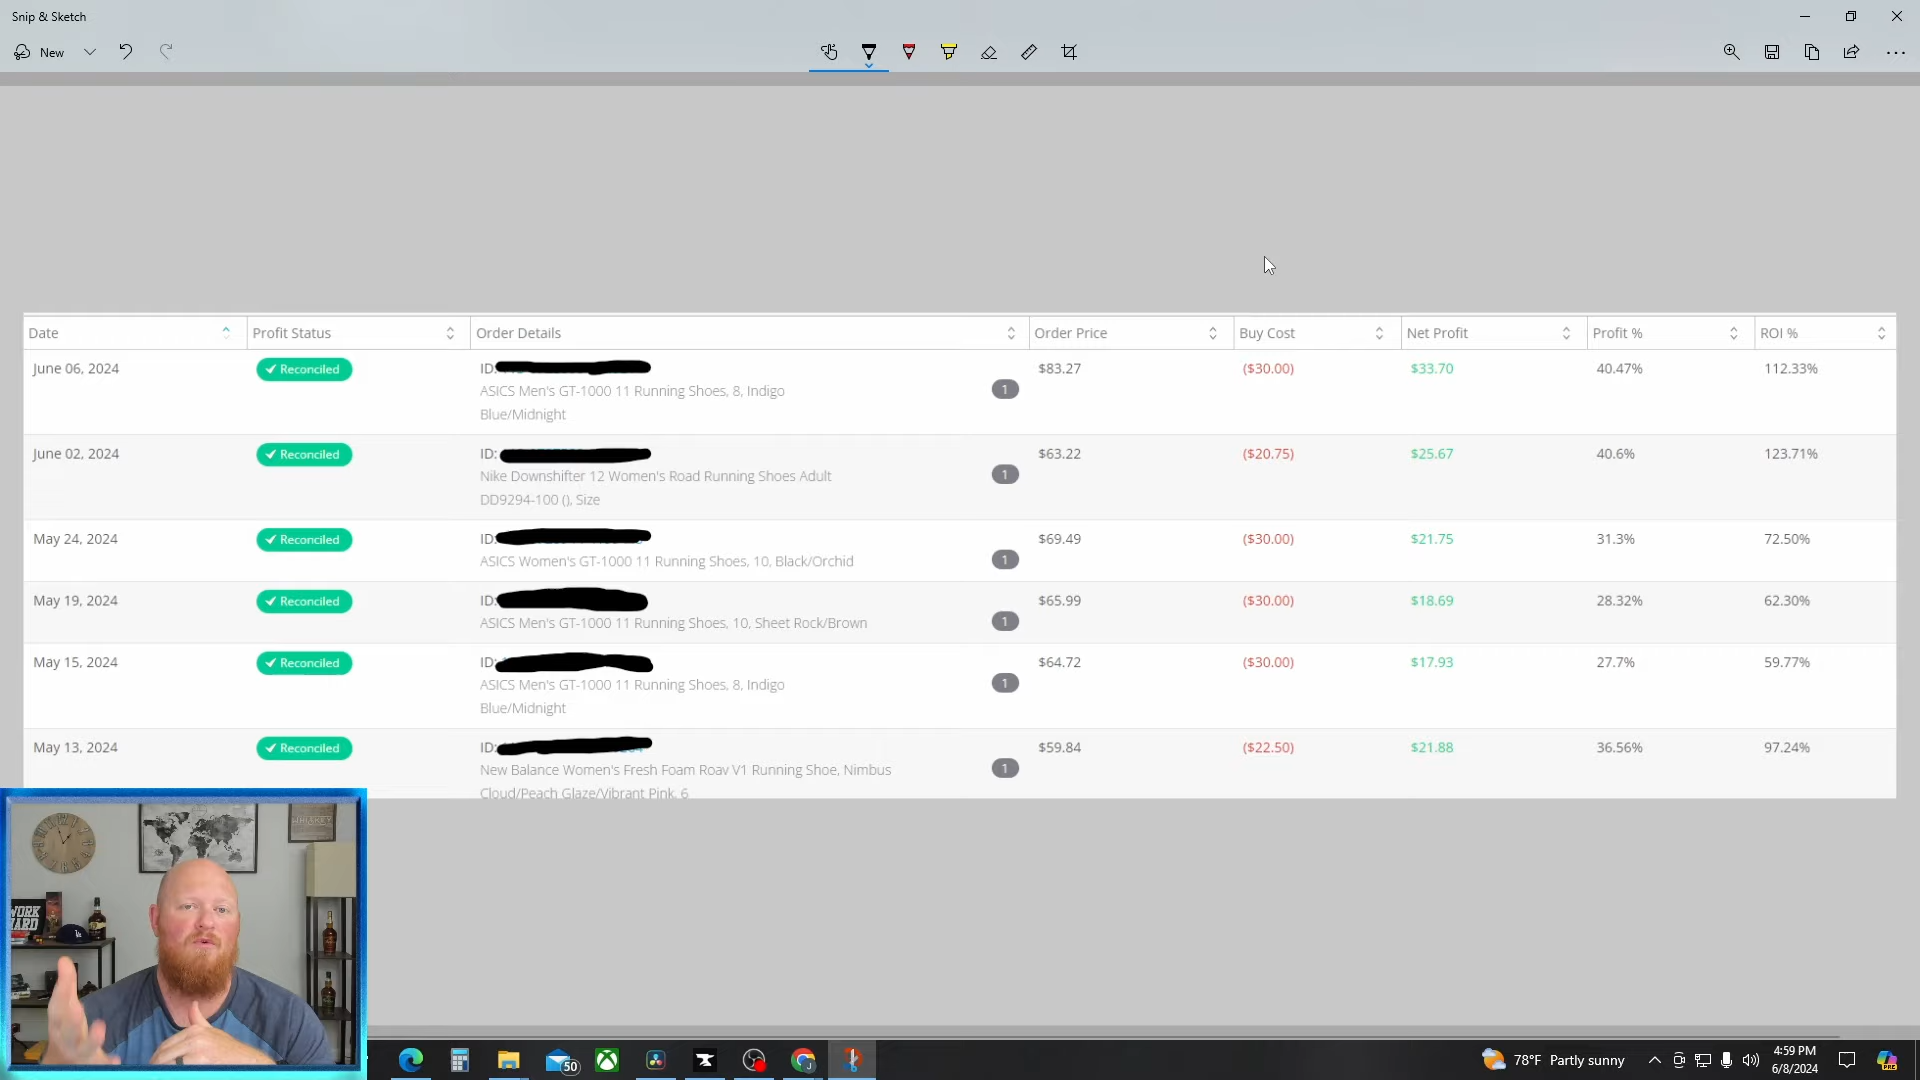 Snip & Sketch
New
Date Profit Status Order Details Order Price Buy Cost Net Profit Profit % ROI %
June 06, 2024 Reconciled ID: $83.27 ($30.00) $33.70 40.47% 112.33%
ASICS Men's GT-1000 11 Running Shoes, 8, Indigo 1
Blue/Midnight
June 02, 2024 Reconciled ID: $63.22 ($20.75) $25.67 40.6% 123.71%
Nike Downshifter 12 Women's Road Running Shoes Adult 1
DD9294-100 (), Size
May 24, 2024 Reconciled ID: $69.49 ($30.00) $21.75 31.3% 72.50%
ASICS Women's GT-1000 11 Running Shoes, 10, Black/Orchid 1
May 19, 2024 Reconciled ID: $65.99 ($30.00) $18.69 28.32% 62.30%
ASICS Men's GT-1000 11 Running Shoes, 10, Sheet Rock/Brown 1
May 15, 2024 Reconciled ID: $64.72 ($30.00) $17.93 27.7% 59.77%
ASICS Men's GT-1000 11 Running Shoes, 8, Indigo 1
Blue/Midnight
May 13, 2024 Reconciled ID: $59.84 ($22.50) $21.88 36.56% 97.24%
New Balance Women's Fresh Foam Roav V1 Running Shoe, Nimbus 1
Cloud/Peach Glaze/Vibrant Pink, 6
WHISKEY
WORK
HARD
50
78°F Partly sunny
4:59 PM
6/8/2024